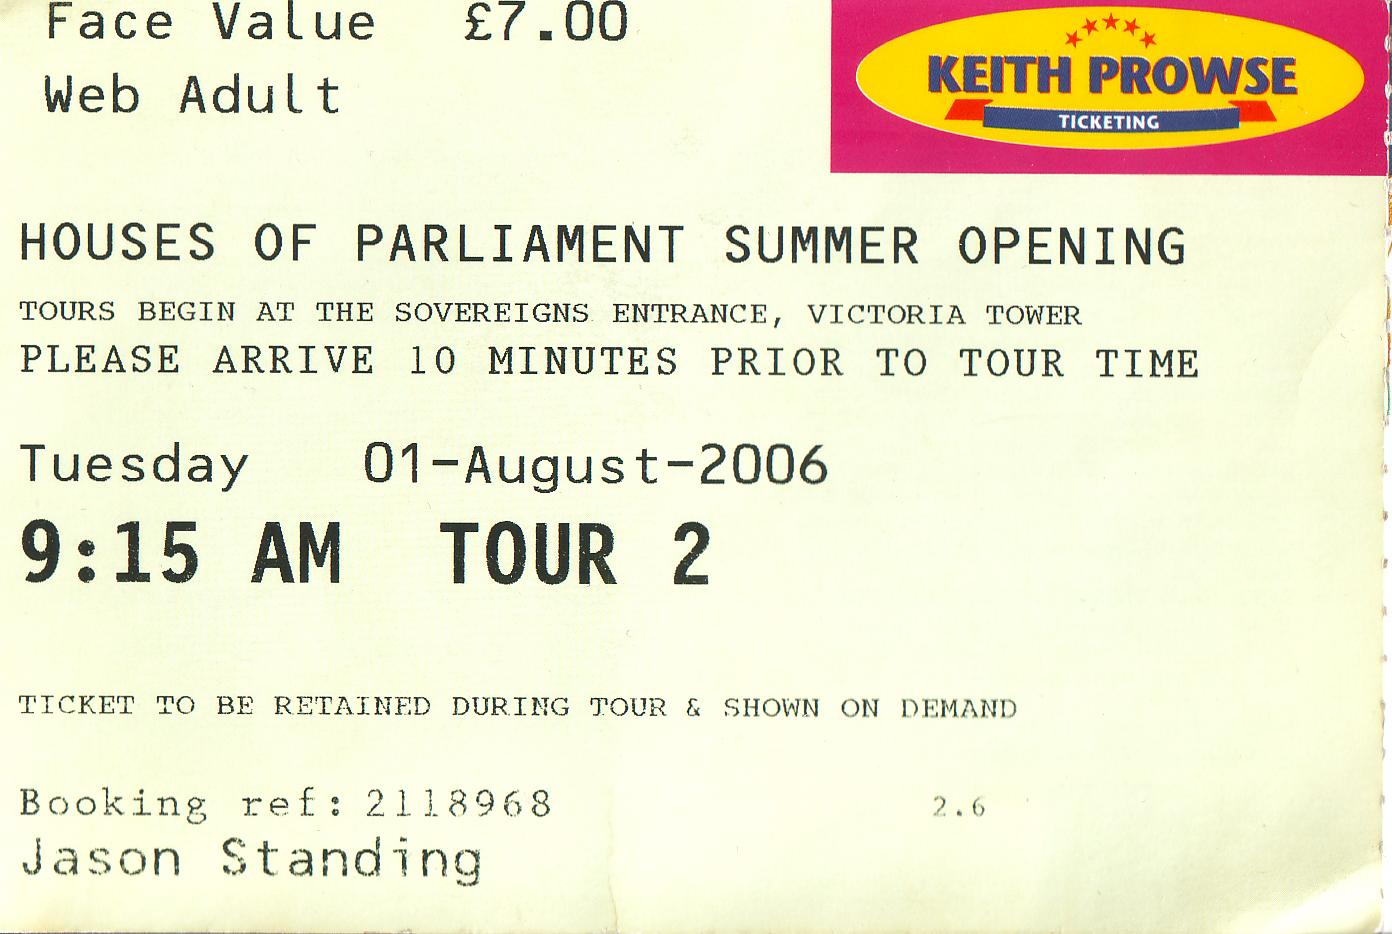 Face Value £7.00
Web Adult
KEITH PROWSE
TICKETING
HOUSES OF PARLIAMENT SUMMER OPENING
TOURS BEGIN AT THE SOVEREIGNS ENTRANCE, VICTORIA TOWER
PLEASE ARRIVE 10 MINUTES PRIOR TO TOUR TIME
Tuesday 01-August-2006
9:15 AM TOUR 2
TICKET TO BE RETAINED DURING TOUR & SHOWN ON DEMAND
Booking ref: 2118968 2.6
Jason Standing